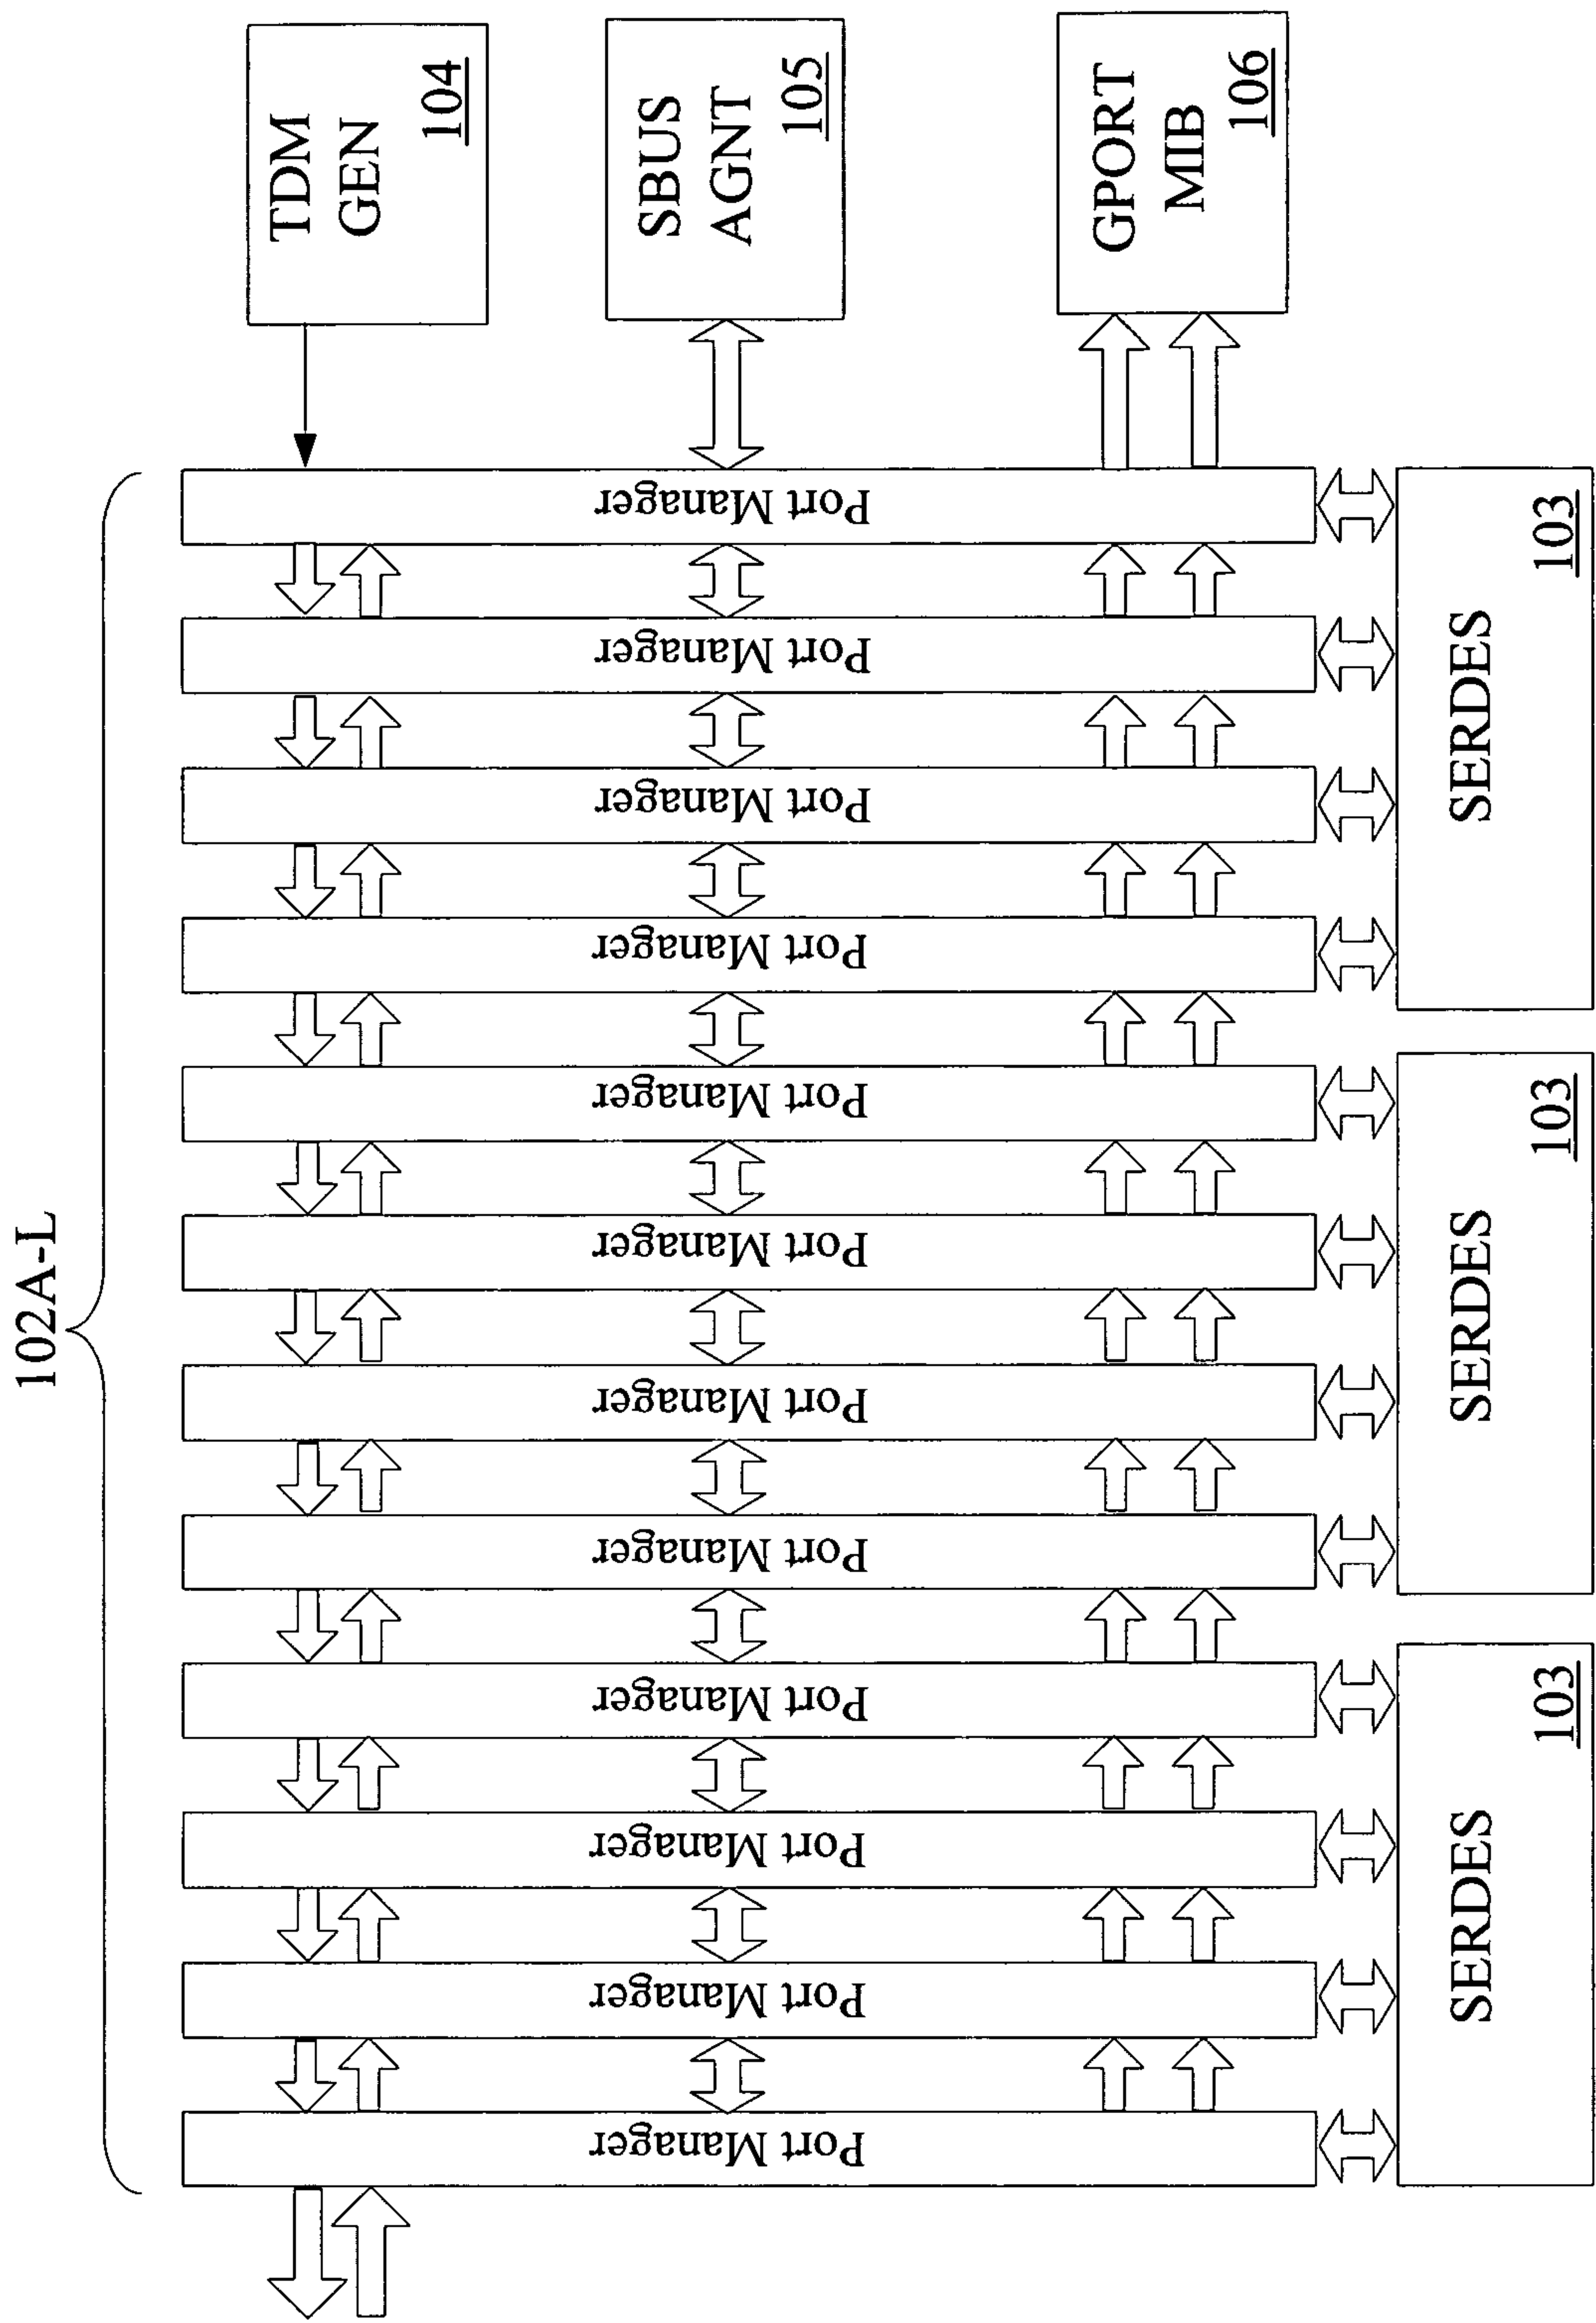 102A-L
TDM
GEN
104
SBUS
AGNT
105
GPORT
MIB
106
Port Manager
Port Manager
Port Manager
Port Manager
Port Manager
Port Manager
Port Manager
Port Manager
Port Manager
Port Manager
Port Manager
Port Manager
SERDES
103
SERDES
103
SERDES
103